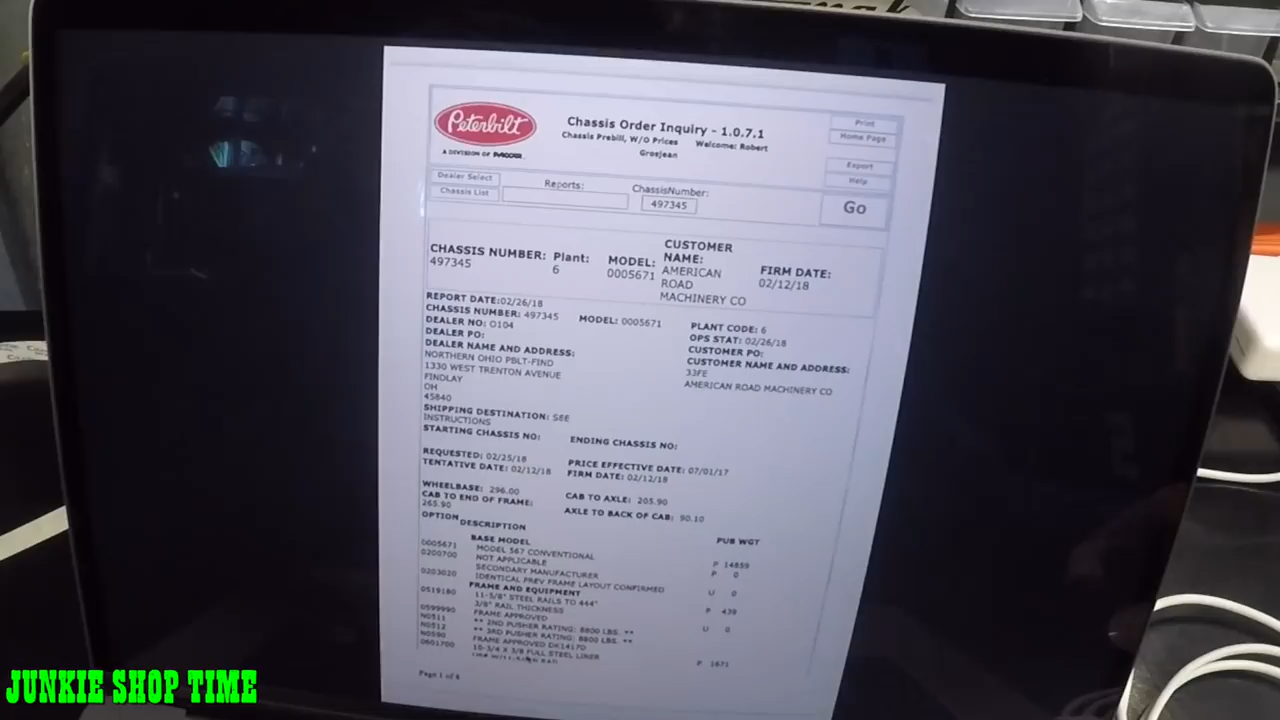 Peterbilt
A DIVISION OF PACCAR
Chassis Order Inquiry - 1.0.7.1
Chassis Prebill, W/O Prices Welcome: Robert
Grosjean
Print
Home Page
Export
Help
Dealer Select
Chassis List
Reports:
ChassisNumber:
497345
Go
CHASSIS NUMBER:
497345
Plant:
6
MODEL:
0005671
CUSTOMER
NAME:
AMERICAN
ROAD
MACHINERY CO
FIRM DATE:
02/12/18
REPORT DATE:02/26/18
CHASSIS NUMBER: 497345 MODEL: 0005671 PLANT CODE: 6
DEALER NO: O104 OPS STAT: 02/26/18
DEALER PO: CUSTOMER PO:
DEALER NAME AND ADDRESS: CUSTOMER NAME AND ADDRESS:
NORTHERN OHIO PBLT-FIND 33FE
1330 WEST TRENTON AVENUE AMERICAN ROAD MACHINERY CO
FINDLAY
OH
45840
SHIPPING DESTINATION: SEE
INSTRUCTIONS
STARTING CHASSIS NO: ENDING CHASSIS NO:
REQUESTED: 02/25/18 PRICE EFFECTIVE DATE: 07/01/17
TENTATIVE DATE: 02/12/18 FIRM DATE: 02/12/18
WHEELBASE: 296.00 CAB TO AXLE: 205.90
CAB TO END OF FRAME:
265.90 AXLE TO BACK OF CAB: 90.10
OPTION DESCRIPTION PUB WGT
BASE MODEL
0005671 MODEL 567 CONVENTIONAL P 14859
0200700 NOT APPLICABLE P 0
SECONDARY MANUFACTURER
0203020 IDENTICAL PREV FRAME LAYOUT CONFIRMED U 0
FRAME AND EQUIPMENT
0519180 11-5/8" STEEL RAILS TO 444" P 439
3/8" RAIL THICKNESS
0599990 FRAME APPROVED U 0
N0511 ** 2ND PUSHER RATING: 8800 LBS. **
N0512 ** 3RD PUSHER RATING: 8800 LBS. **
N0590 FRAME APPROVED DK1417D
0601700 10-3/4 X 3/8 FULL STEEL LINER P 1671
Page 1 of 8
JUNKIE SHOP TIME